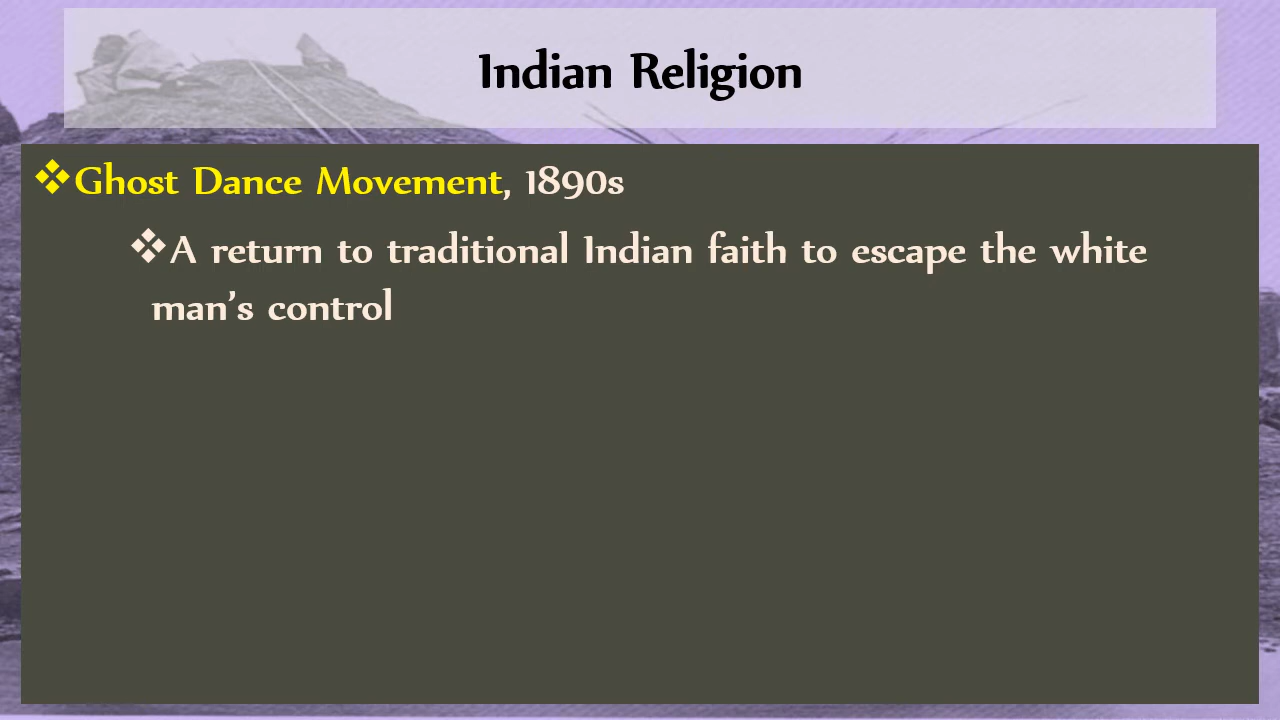 Indian Religion
❖Ghost Dance Movement, 1890s
❖A return to traditional Indian faith to escape the white
man’s control